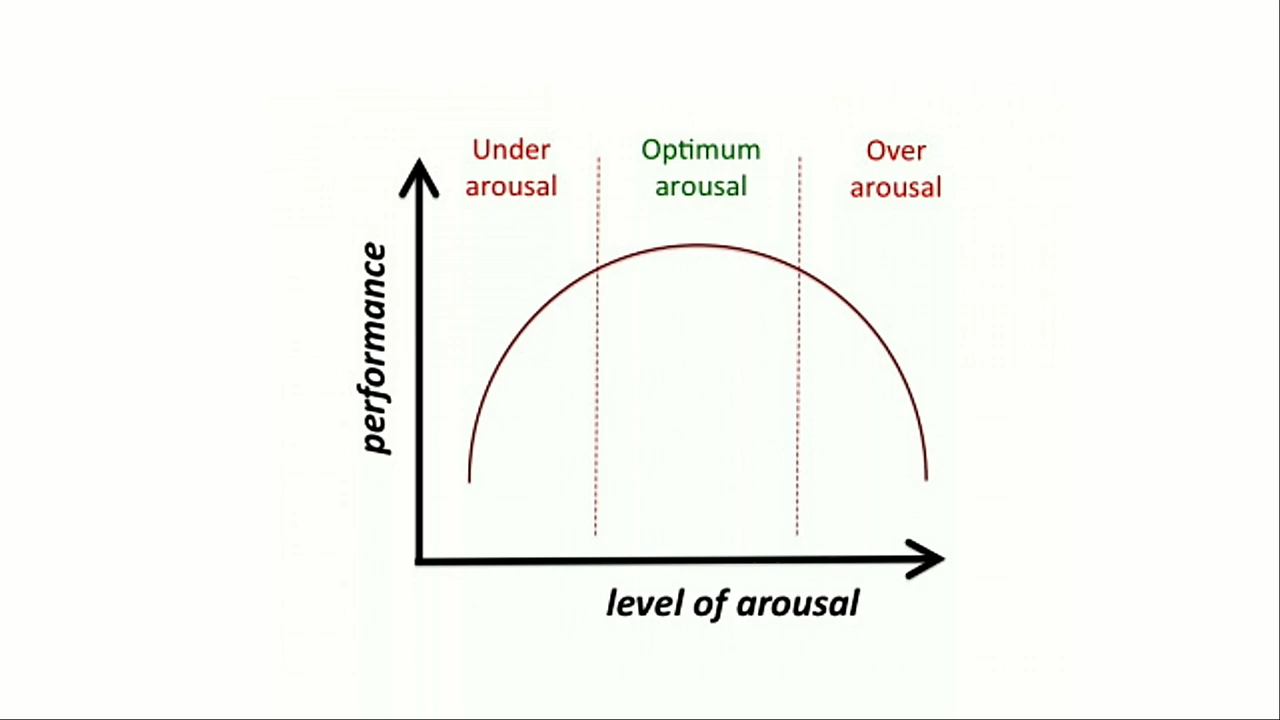 Under
arousal
Optimum
arousal
Over
arousal
performance
level of arousal